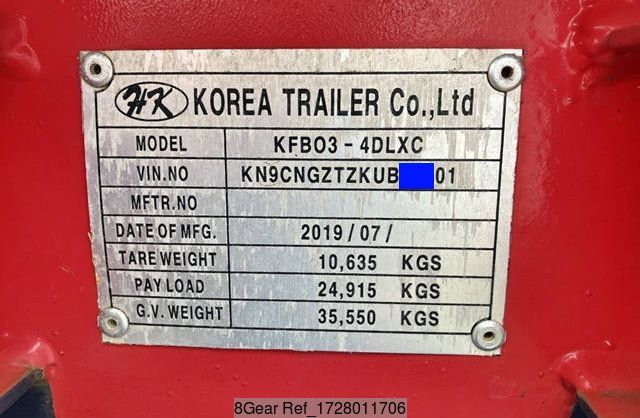 HK KOREA TRAILER Co.,Ltd
MODEL KFB03-4DLXC
VIN.NO KN9CNGZTZKUB 01
MFTR.NO
DATE OF MFG. 2019/07/
TARE WEIGHT 10,635 KGS
PAY LOAD 24,915 KGS
G.V. WEIGHT 35,550 KGS
8Gear Ref_1728011706